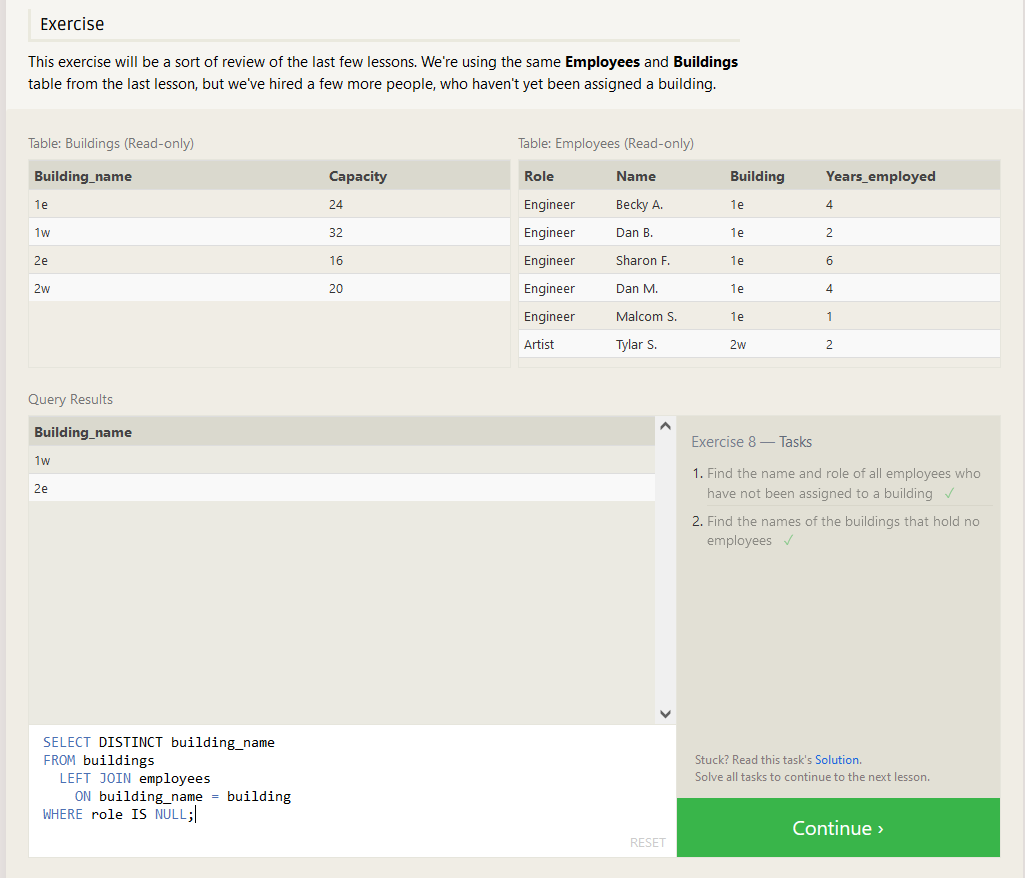 Exercise
This exercise will be a sort of review of the last few lessons. We're using the same Employees and Buildings
table from the last lesson, but we've hired a few more people, who haven't yet been assigned a building.
Table: Buildings (Read-only)
Building_name Capacity
1e 24
1w 32
2e 16
2w 20
Table: Employees (Read-only)
Role Name Building Years_employed
Engineer Becky A. 1e 4
Engineer Dan B. 1e 2
Engineer Sharon F. 1e 6
Engineer Dan M. 1e 4
Engineer Malcom S. 1e 1
Artist Tylar S. 2w 2
Query Results
Building_name
1w
2e
SELECT DISTINCT building_name
FROM buildings
LEFT JOIN employees
ON building_name = building
WHERE role IS NULL;
RESET
Exercise 8 — Tasks
1. Find the name and role of all employees who
have not been assigned to a building ✓
2. Find the names of the buildings that hold no
employees ✓
Stuck? Read this task's Solution.
Solve all tasks to continue to the next lesson.
Continue ›